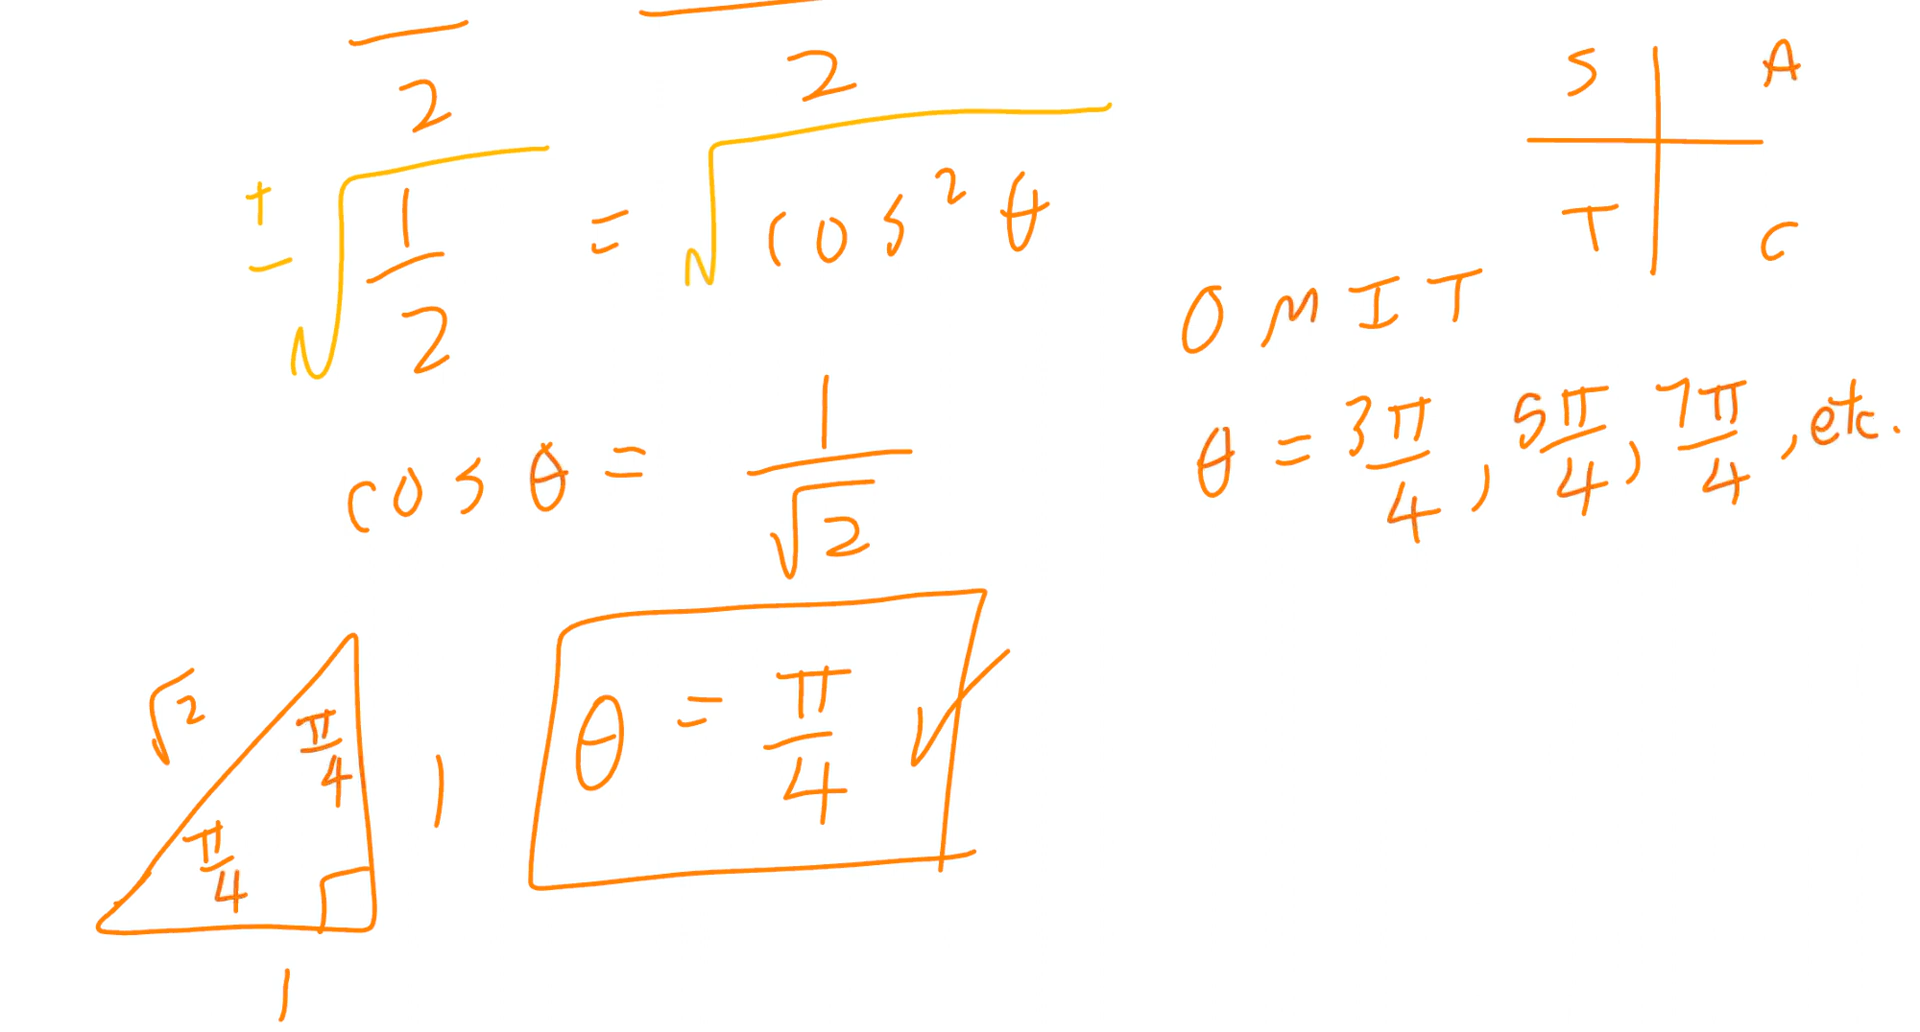 2 2
± √(1/2) = √(cos² θ)
S A
T C
OMIT
cos θ = 1/√2
θ = 3π/4, 5π/4, 7π/4, etc.
θ = π/4 ✓
√2
π/4
1
π/4
1